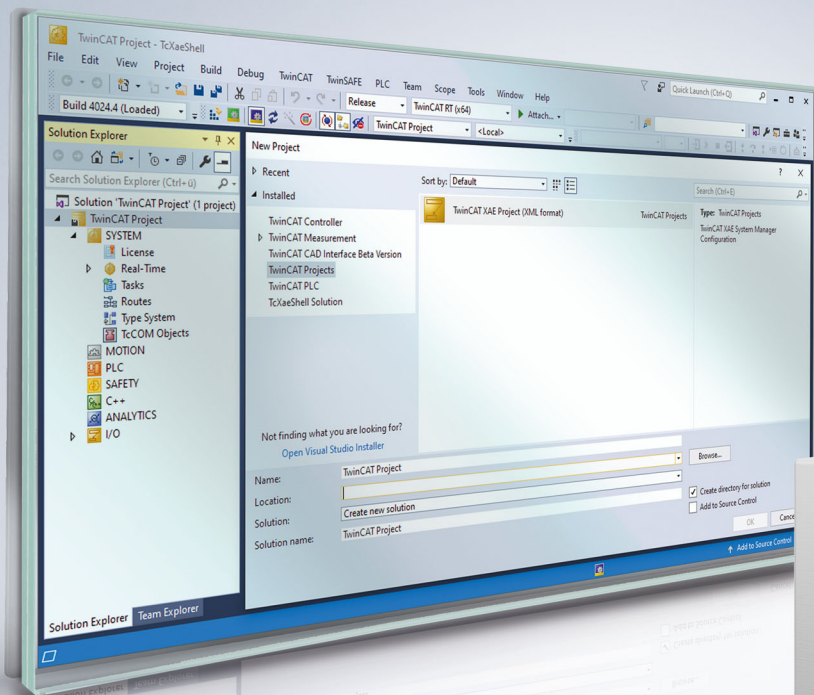 TwinCAT Project - TcXaeShell
File Edit View Project Build Debug TwinCAT TwinSAFE PLC Team Scope Tools Window Help
Quick Launch (Ctrl+Q)
Release TwinCAT RT (x64) Attach...
Build 4024.4 (Loaded) TwinCAT Project <Local>
Solution Explorer
Search Solution Explorer (Ctrl+ü)
Solution 'TwinCAT Project' (1 project)
TwinCAT Project
SYSTEM
License
Real-Time
Tasks
Routes
Type System
TcCOM Objects
MOTION
PLC
SAFETY
C++
ANALYTICS
I/O
Solution Explorer Team Explorer
New Project
? X
Recent
Installed
TwinCAT Controller
TwinCAT Measurement
TwinCAT CAD Interface Beta Version
TwinCAT Projects
TwinCAT PLC
TcXaeShell Solution
Not finding what you are looking for?
Open Visual Studio Installer
Sort by: Default
TwinCAT XAE Project (XML format) TwinCAT Projects
Search (Ctrl+E)
Type: TwinCAT Projects
TwinCAT XAE System Manager
Configuration
Name: TwinCAT Project
Location:
Browse...
Solution: Create new solution
Solution name: TwinCAT Project
Create directory for solution
Add to Source Control
OK Cance
Add to Source Control